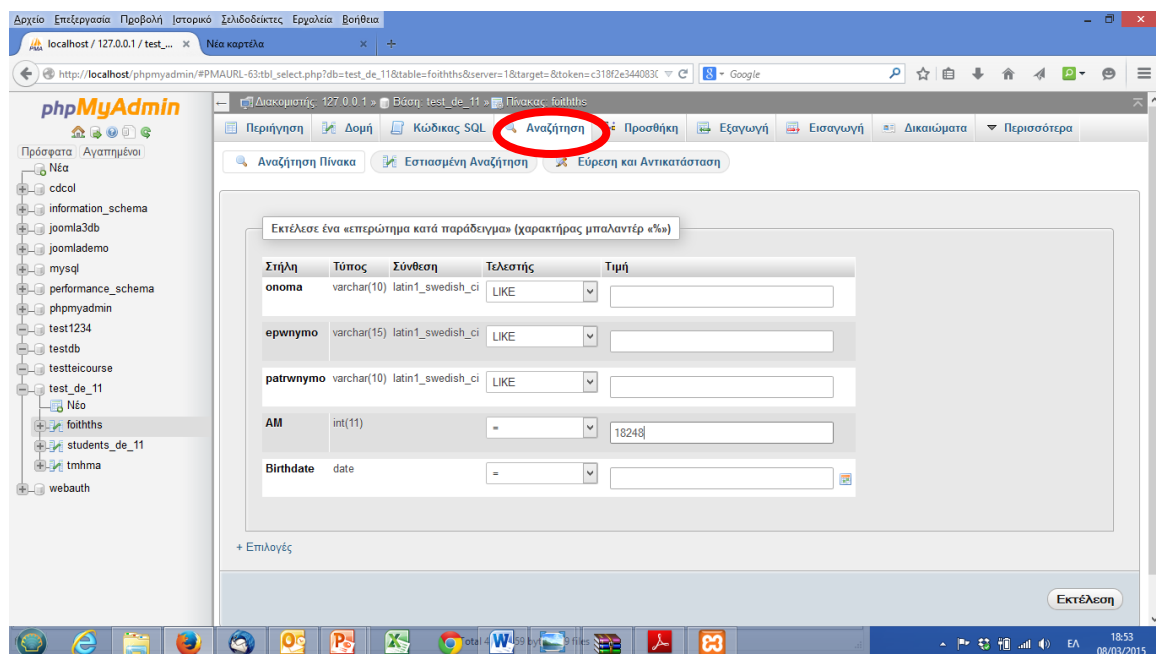 Αρχείο Επεξεργασία Προβολή Ιστορικό Σελιδοδείκτες Εργαλεία Βοήθεια
localhost / 127.0.0.1 / test_... × Νέα καρτέλα × +
http://localhost/phpmyadmin/#PMAURL-63:tbl_select.php?db=test_de_11&table=foithths&server=1&target=&token=c318f2e344083( Google
phpMyAdmin
Πρόσφατα Αγαπημένοι
Νέα
cdcol
information_schema
joomla3db
joomlademo
mysql
performance_schema
phpmyadmin
test1234
testdb
testteicourse
test_de_11
Νέο
foithths
students_de_11
tmhma
webauth
Διακομιστής: 127.0.0.1 » Βάση: test_de_11 » Πίνακας: foithths
Περιήγηση Δομή Κώδικας SQL Αναζήτηση Προσθήκη Εξαγωγή Εισαγωγή Δικαιώματα Περισσότερα
Αναζήτηση Πίνακα Εστιασμένη Αναζήτηση Εύρεση και Αντικατάσταση
Εκτέλεσε ένα «επερώτημα κατά παράδειγμα» (χαρακτήρας μπαλαντέρ «%»)
Στήλη Τύπος Σύνθεση Τελεστής Τιμή
onoma varchar(10) latin1_swedish_ci LIKE
epwnymo varchar(15) latin1_swedish_ci LIKE
patrwnymo varchar(10) latin1_swedish_ci LIKE
AM int(11) = 18248
Birthdate date =
+ Επιλογές
Εκτέλεση
ΕΛ 18:53
08/03/2015